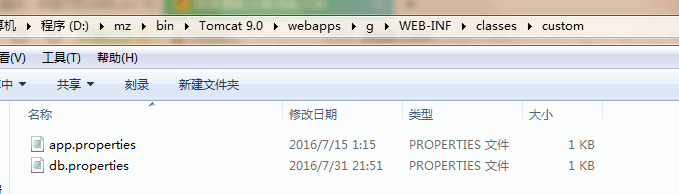 算机 ▸ 程序 (D:) ▸ mz ▸ bin ▸ Tomcat 9.0 ▸ webapps ▸ g ▸ WEB-INF ▸ classes ▸ custom
看(V) 工具(T) 帮助(H)
中 ▾ 共享 ▾ 刻录 新建文件夹
名称 修改日期 类型 大小
app.properties 2016/7/15 1:15 PROPERTIES 文件 1 KB
db.properties 2016/7/31 21:51 PROPERTIES 文件 1 KB